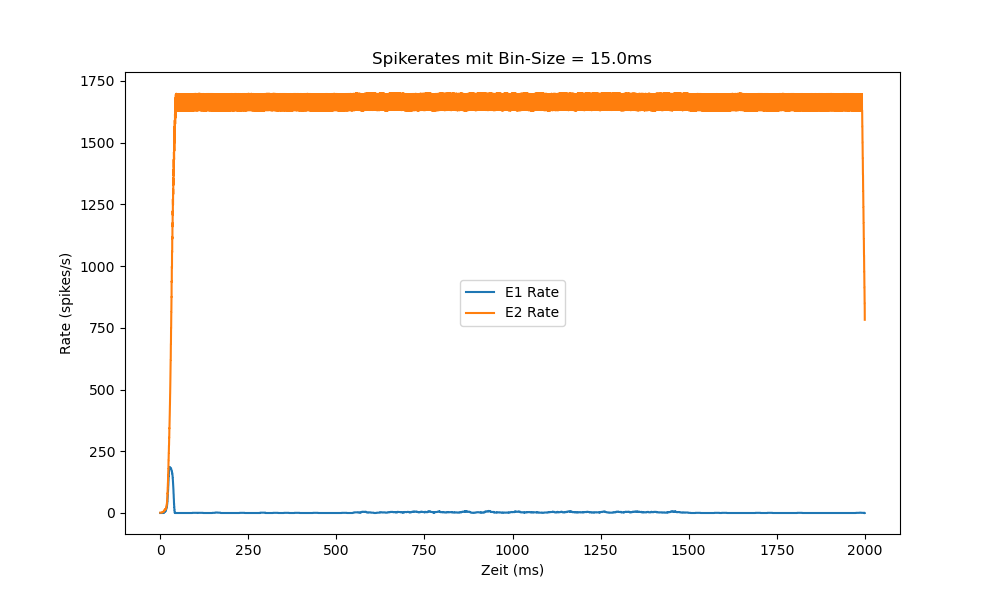 Spikerates mit Bin-Size = 15.0ms
1750
1500
1250
1000
750
500
250
0
Rate (spikes/s)
E1 Rate
E2 Rate
0 250 500 750 1000 1250 1500 1750 2000
Zeit (ms)